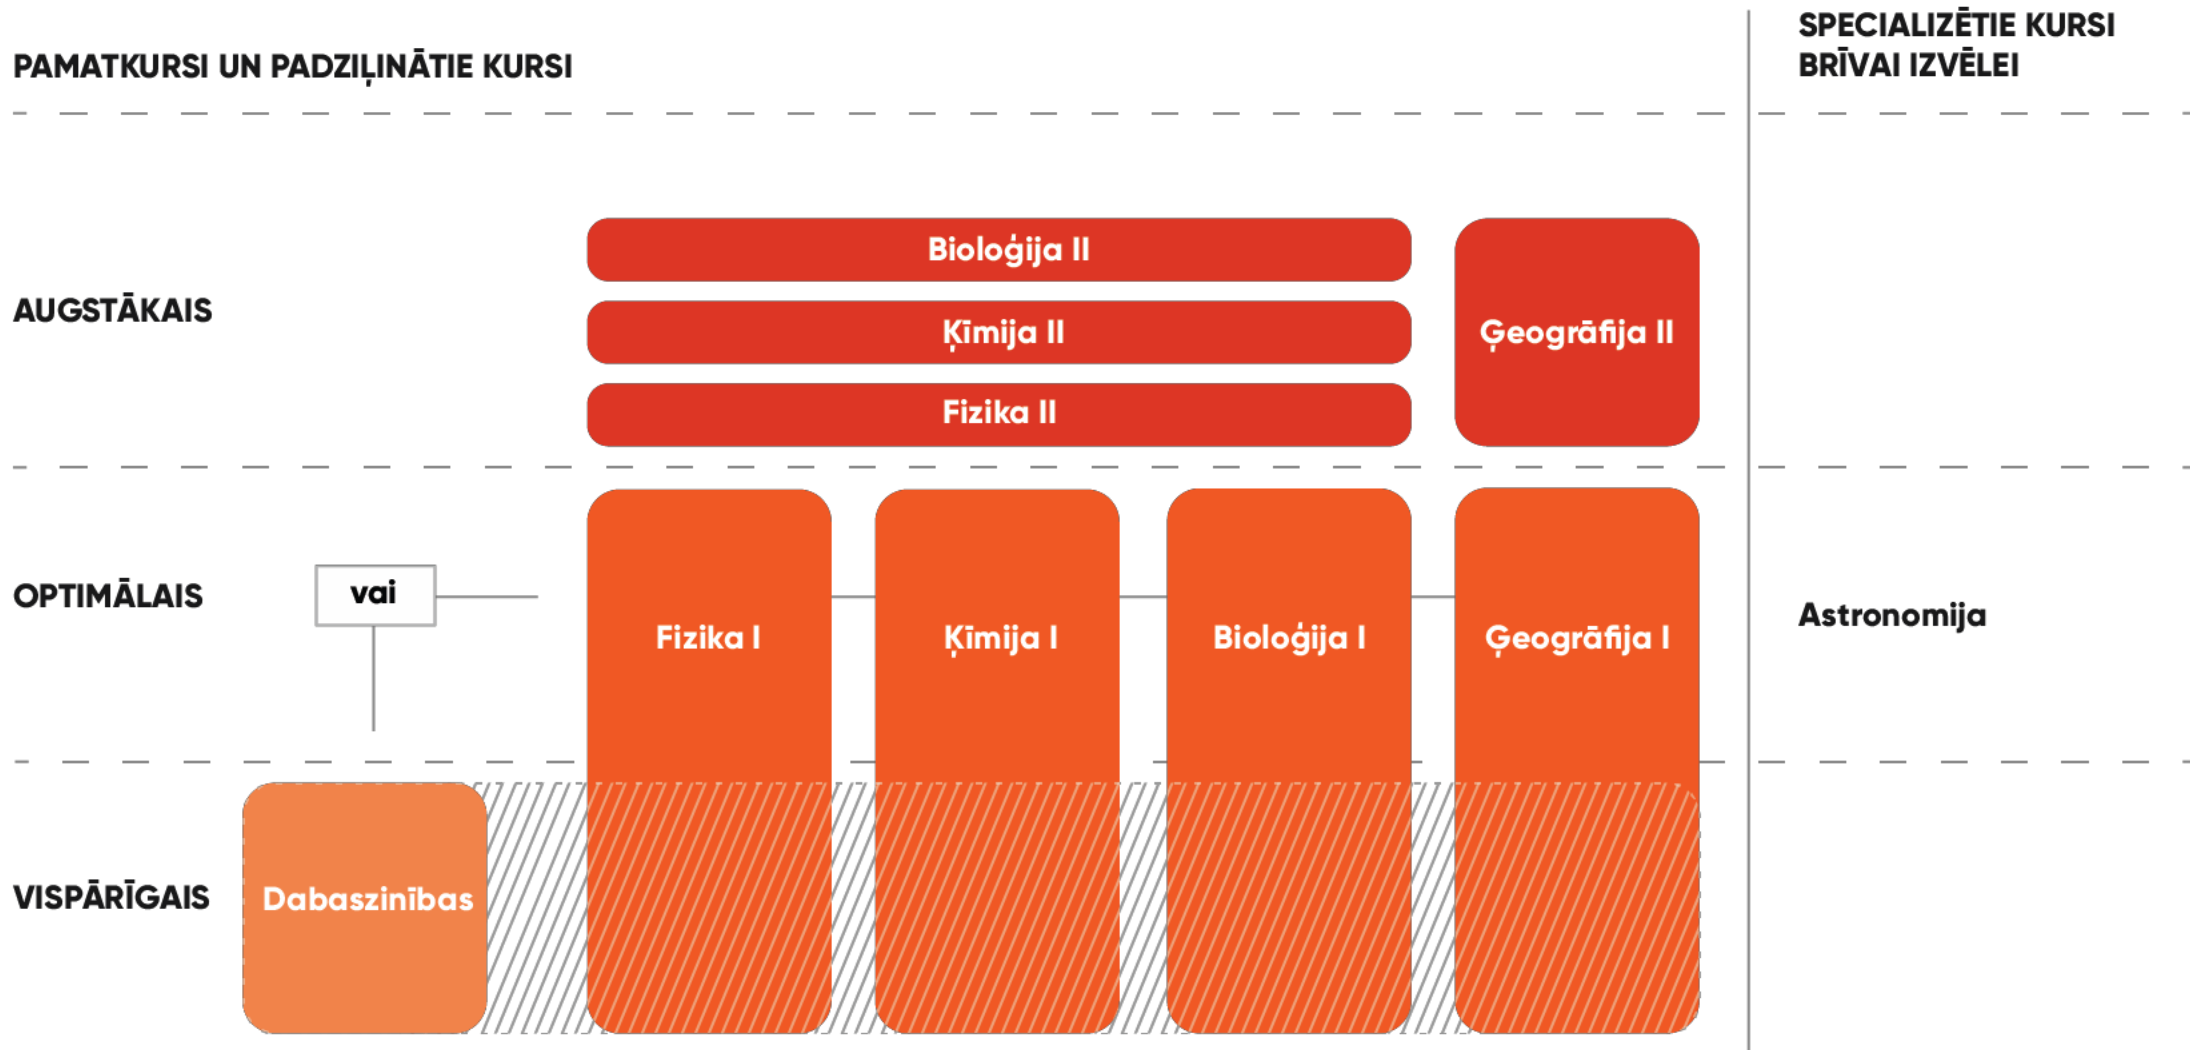 PAMATKURSI UN PADZIĻINĀTIE KURSI
SPECIALIZĒTIE KURSI
BRĪVAI IZVĒLEI
AUGSTĀKAIS
Bioloģija II
Ķīmija II
Fizika II
Ģeogrāfija II
OPTIMĀLAIS
vai
Fizika I
Ķīmija I
Bioloģija I
Ģeogrāfija I
Astronomija
VISPĀRĪGAIS
Dabaszinības